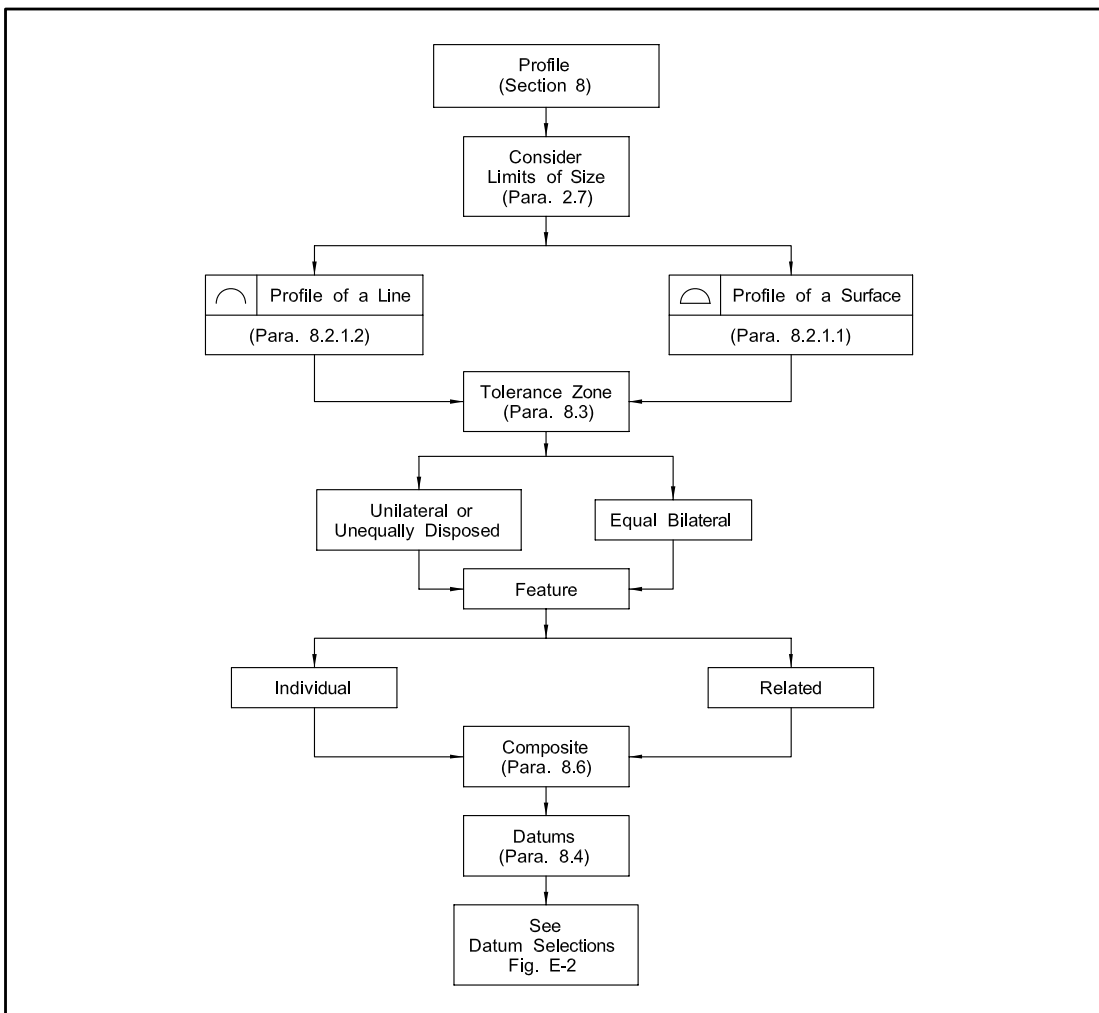 Profile
(Section 8)
Consider
Limits of Size
(Para. 2.7)
Profile of a Line
(Para. 8.2.1.2)
Profile of a Surface
(Para. 8.2.1.1)
Tolerance Zone
(Para. 8.3)
Unilateral or
Unequally Disposed
Equal Bilateral
Feature
Individual
Related
Composite
(Para. 8.6)
Datums
(Para. 8.4)
See
Datum Selections
Fig. E-2